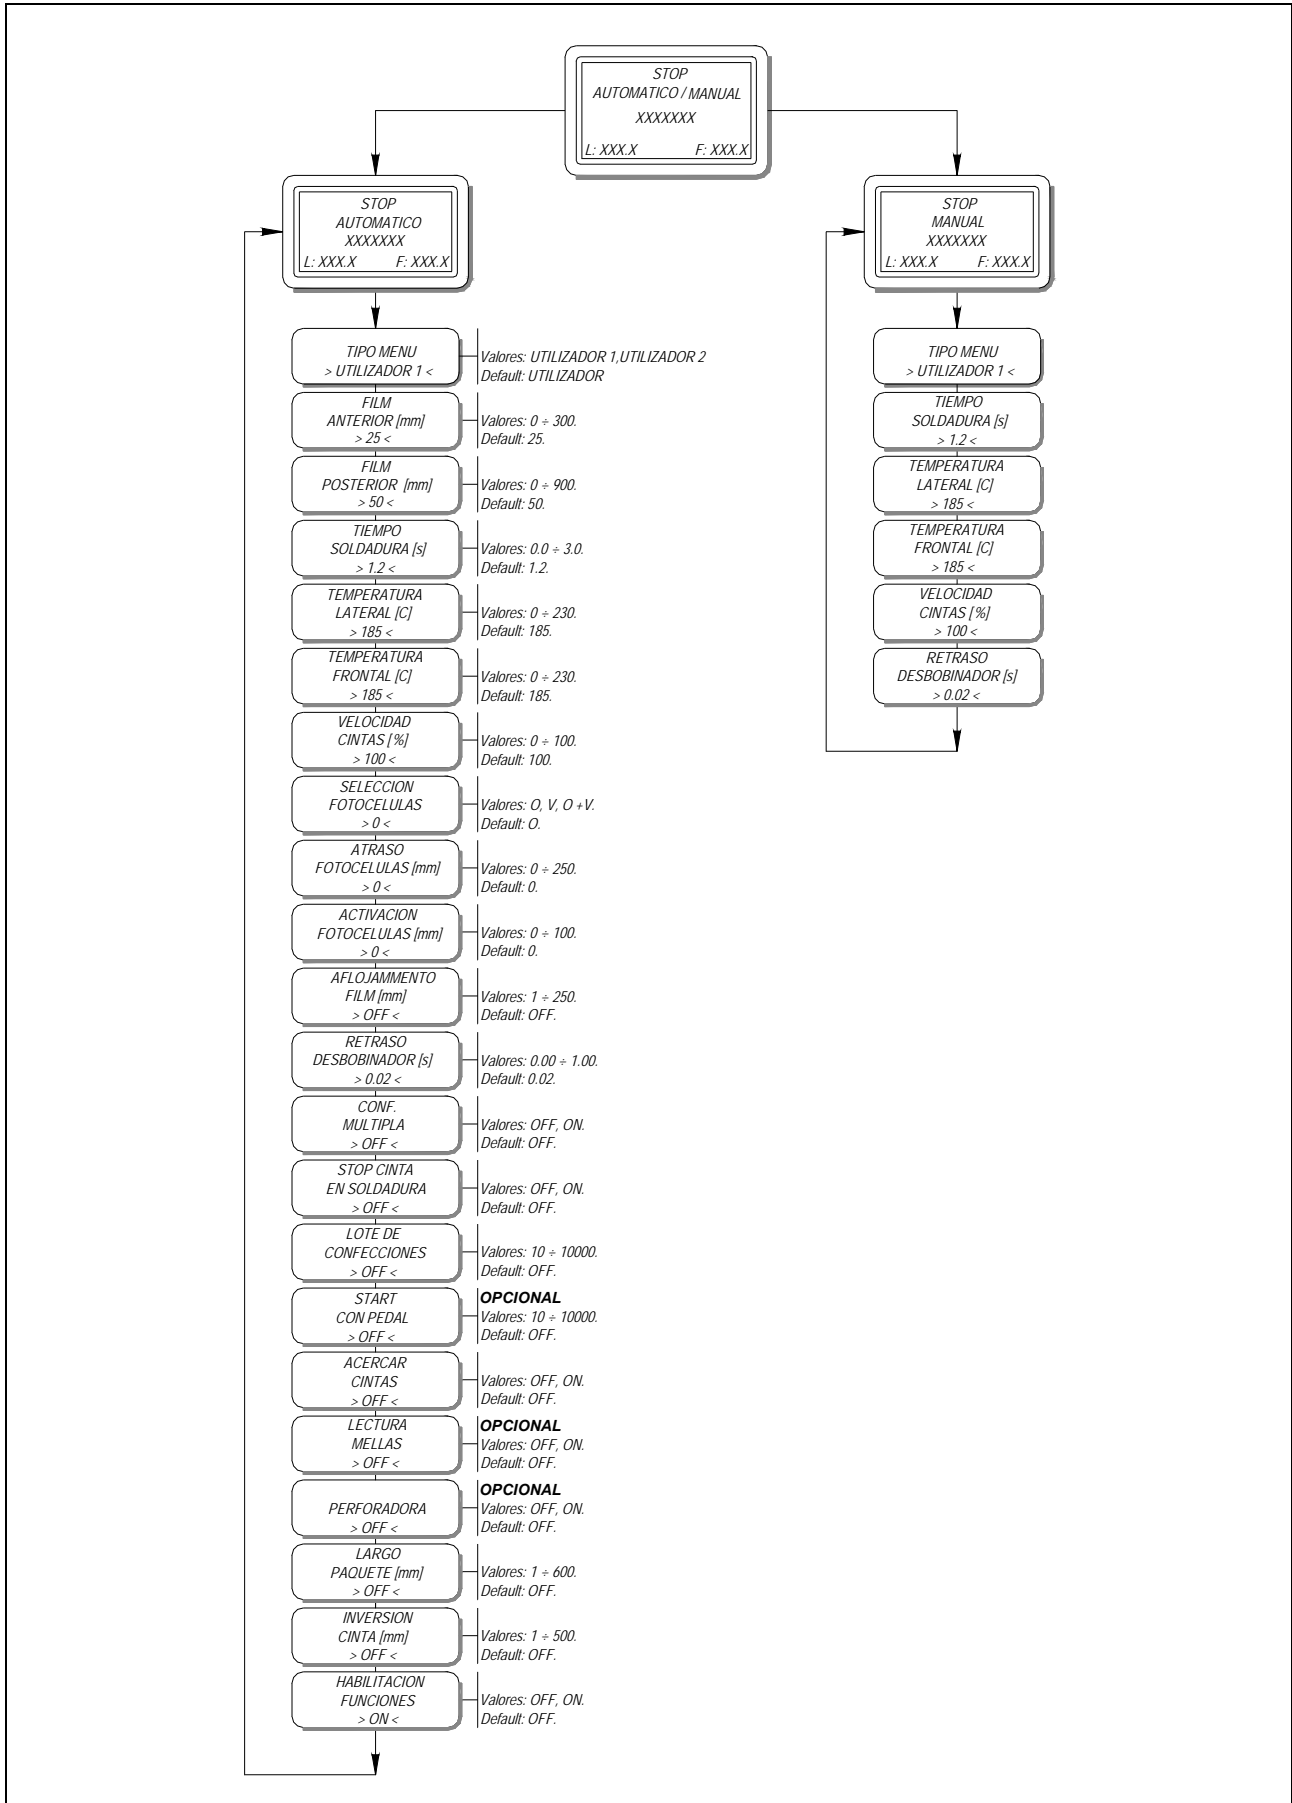 STOP
AUTOMATICO / MANUAL
XXXXXXX
L: XXX.X F: XXX.X
STOP
AUTOMATICO
XXXXXXX
L: XXX.X F: XXX.X
TIPO MENU
> UTILIZADOR 1 <
Valores: UTILIZADOR 1,UTILIZADOR 2
Default: UTILIZADOR
FILM
ANTERIOR [mm]
> 25 <
Valores: 0 ÷ 300.
Default: 25.
FILM
POSTERIOR [mm]
> 50 <
Valores: 0 ÷ 900.
Default: 50.
TIEMPO
SOLDADURA [s]
> 1.2 <
Valores: 0.0 ÷ 3.0.
Default: 1.2.
TEMPERATURA
LATERAL [C]
> 185 <
Valores: 0 ÷ 230.
Default: 185.
TEMPERATURA
FRONTAL [C]
> 185 <
Valores: 0 ÷ 230.
Default: 185.
VELOCIDAD
CINTAS [%]
> 100 <
Valores: 0 ÷ 100.
Default: 100.
SELECCION
FOTOCELULAS
> 0 <
Valores: O, V, O +V.
Default: O.
ATRASO
FOTOCELULAS [mm]
> 0 <
Valores: 0 ÷ 250.
Default: 0.
ACTIVACION
FOTOCELULAS [mm]
> 0 <
Valores: 0 ÷ 100.
Default: 0.
AFLOJAMMENTO
FILM [mm]
> OFF <
Valores: 1 ÷ 250.
Default: OFF.
RETRASO
DESBOBINADOR [s]
> 0.02 <
Valores: 0.00 ÷ 1.00.
Default: 0.02.
CONF.
MULTIPLA
> OFF <
Valores: OFF, ON.
Default: OFF.
STOP CINTA
EN SOLDADURA
> OFF <
Valores: OFF, ON.
Default: OFF.
LOTE DE
CONFECCIONES
> OFF <
Valores: 10 ÷ 10000.
Default: OFF.
START
CON PEDAL
> OFF <
OPCIONAL
Valores: 10 ÷ 10000.
Default: OFF.
ACERCAR
CINTAS
> OFF <
Valores: OFF, ON.
Default: OFF.
LECTURA
MELLAS
> OFF <
OPCIONAL
Valores: OFF, ON.
Default: OFF.
PERFORADORA
> OFF <
OPCIONAL
Valores: OFF, ON.
Default: OFF.
LARGO
PAQUETE [mm]
> OFF <
Valores: 1 ÷ 600.
Default: OFF.
INVERSION
CINTA [mm]
> OFF <
Valores: 1 ÷ 500.
Default: OFF.
HABILITACION
FUNCIONES
> ON <
Valores: OFF, ON.
Default: OFF.
STOP
MANUAL
XXXXXXX
L: XXX.X F: XXX.X
TIPO MENU
> UTILIZADOR 1 <
TIEMPO
SOLDADURA [s]
> 1.2 <
TEMPERATURA
LATERAL [C]
> 185 <
TEMPERATURA
FRONTAL [C]
> 185 <
VELOCIDAD
CINTAS [%]
> 100 <
RETRASO
DESBOBINADOR [s]
> 0.02 <